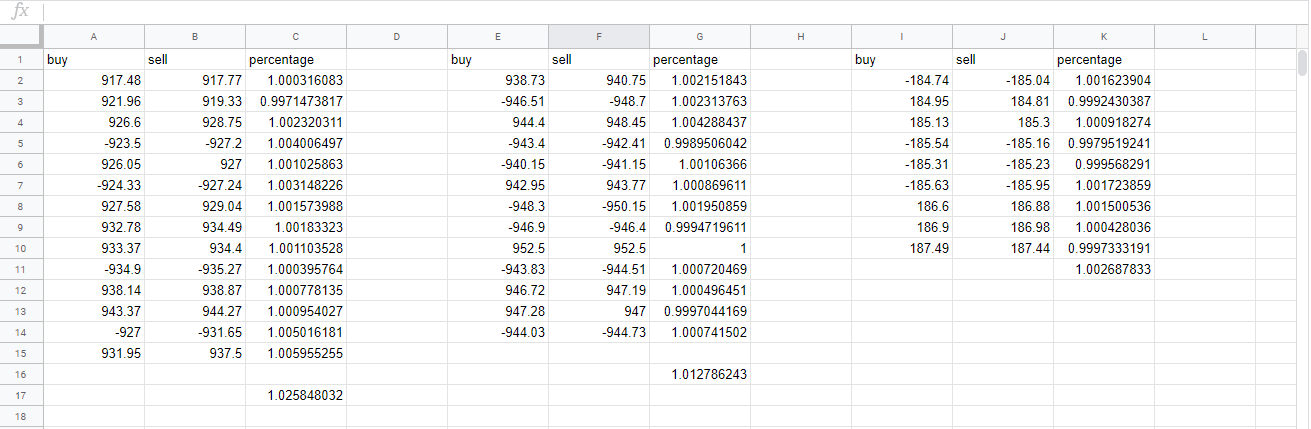 fx
A B C D E F G H I J K L
1 buy sell percentage buy sell percentage buy sell percentage
2 917.48 917.77 1.000316083 938.73 940.75 1.002151843 -184.74 -185.04 1.001623904
3 921.96 919.33 0.9971473817 -946.51 -948.7 1.002313763 184.95 184.81 0.9992430387
4 926.6 928.75 1.002320311 944.4 948.45 1.004288437 185.13 185.3 1.000918274
5 -923.5 -927.2 1.004006497 -943.4 -942.41 0.9989506042 -185.54 -185.16 0.9979519241
6 926.05 927 1.001025863 -940.15 -941.15 1.00106366 -185.31 -185.23 0.999568291
7 -924.33 -927.24 1.003148226 942.95 943.77 1.000869611 -185.63 -185.95 1.001723859
8 927.58 929.04 1.001573988 -948.3 -950.15 1.001950859 186.6 186.88 1.001500536
9 932.78 934.49 1.00183323 -946.9 -946.4 0.9994719611 186.9 186.98 1.000428036
10 933.37 934.4 1.001103528 952.5 952.5 1 187.49 187.44 0.9997333191
11 -934.9 -935.27 1.000395764 -943.83 -944.51 1.000720469 1.002687833
12 938.14 938.87 1.000778135 946.72 947.19 1.000496451
13 943.37 944.27 1.000954027 947.28 947 0.9997044169
14 -927 -931.65 1.005016181 -944.03 -944.73 1.000741502
15 931.95 937.5 1.005955255
16 1.012786243
17 1.025848032
18